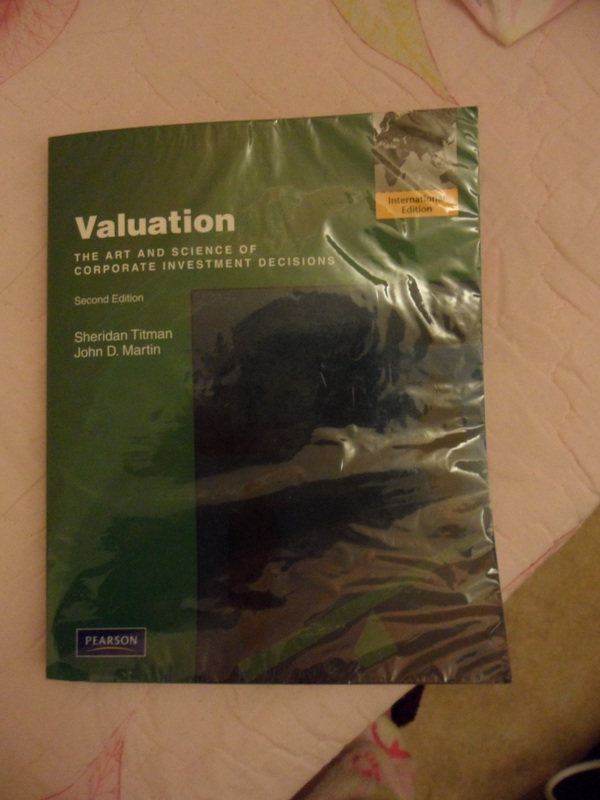 International
Edition
Valuation
THE ART AND SCIENCE OF
CORPORATE INVESTMENT DECISIONS
Second Edition
Sheridan Titman
John D. Martin
PEARSON